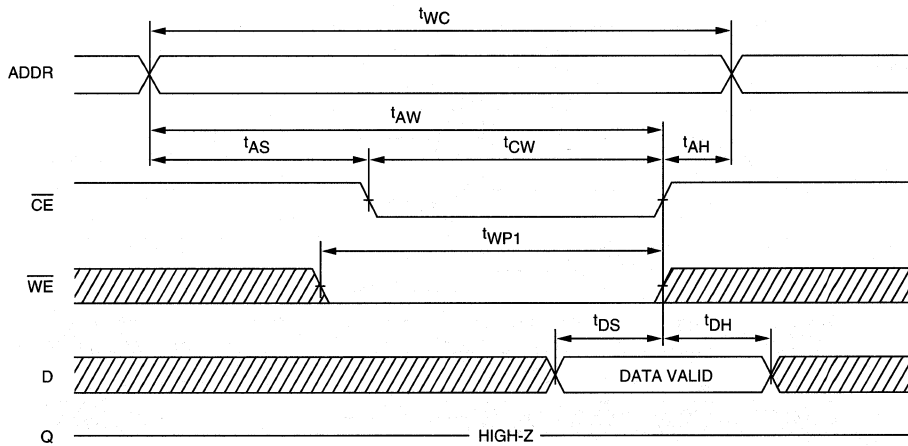 tWC
ADDR
tAW
tAS
tCW
tAH
CE
tWP1
WE
tDS
tDH
D
DATA VALID
Q
HIGH-Z